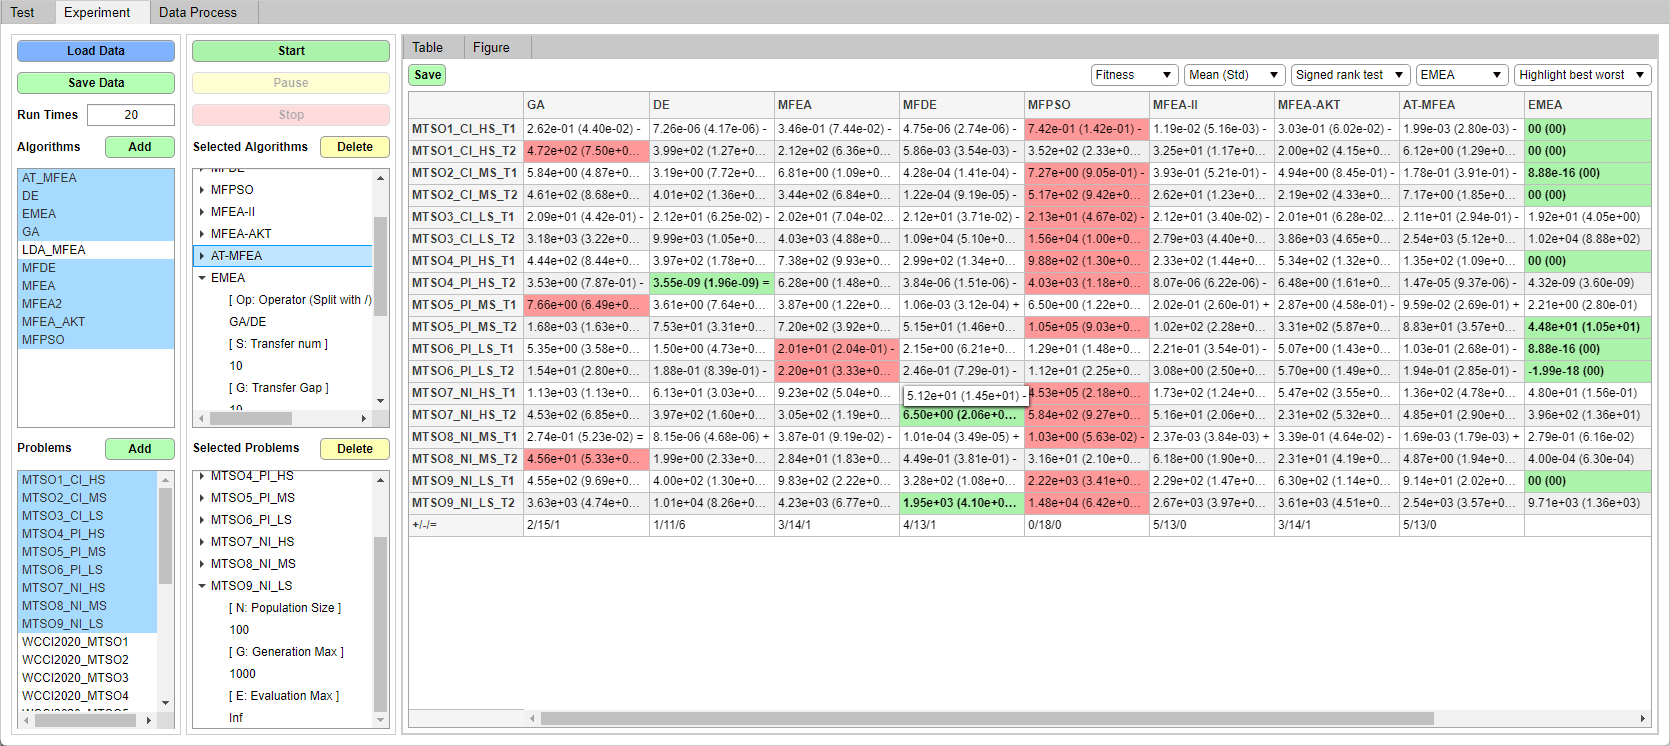 Test Experiment Data Process
Load Data
Save Data
Run Times 20
Algorithms Add
AT_MFEA
DE
EMEA
GA
LDA_MFEA
MFDE
MFEA
MFEA2
MFEA_AKT
MFPSO
Problems Add
MTSO1_CI_HS
MTSO2_CI_MS
MTSO3_CI_LS
MTSO4_PI_HS
MTSO5_PI_MS
MTSO6_PI_LS
MTSO7_NI_HS
MTSO8_NI_MS
MTSO9_NI_LS
WCCI2020_MTSO1
WCCI2020_MTSO2
WCCI2020_MTSO3
WCCI2020_MTSO4
Start
Pause
Stop
Selected Algorithms Delete
MFDE
MFPSO
MFEA-II
MFEA-AKT
AT-MFEA
EMEA
[ Op: Operator (Split with /)
GA/DE
[ S: Transfer num ]
10
[ G: Transfer Gap ]
10
Selected Problems Delete
MTSO4_PI_HS
MTSO5_PI_MS
MTSO6_PI_LS
MTSO7_NI_HS
MTSO8_NI_MS
MTSO9_NI_LS
[ N: Population Size ]
100
[ G: Generation Max ]
1000
[ E: Evaluation Max ]
Inf
Table Figure
Save Fitness Mean (Std) Signed rank test EMEA Highlight best worst
GA DE MFEA MFDE MFPSO MFEA-II MFEA-AKT AT-MFEA EMEA
MTSO1_CI_HS_T1 2.62e-01 (4.40e-02) - 7.26e-06 (4.17e-06) - 3.46e-01 (7.44e-02) - 4.75e-06 (2.74e-06) - 7.42e-01 (1.42e-01) - 1.19e-02 (5.16e-03) - 3.03e-01 (6.02e-02) - 1.99e-03 (2.80e-03) - 00 (00)
MTSO1_CI_HS_T2 4.72e+02 (7.50e+0... 3.99e+02 (1.27e+0... 2.12e+02 (6.36e+0... 5.86e-03 (3.54e-03) - 3.52e+02 (2.33e+0... 3.25e+01 (1.17e+0... 2.00e+02 (4.15e+0... 6.12e+00 (1.29e+0... 00 (00)
MTSO2_CI_MS_T1 5.84e+00 (4.87e+0... 3.19e+00 (7.72e+0... 6.81e+00 (1.09e+0... 4.28e-04 (1.41e-04) - 7.27e+00 (9.05e-01) - 3.93e-01 (5.21e-01) - 4.94e+00 (8.45e-01) - 1.78e-01 (3.91e-01) - 8.88e-16 (00)
MTSO2_CI_MS_T2 4.61e+02 (8.68e+0... 4.01e+02 (1.36e+0... 3.44e+02 (6.84e+0... 1.22e-04 (9.19e-05) - 5.17e+02 (9.42e+0... 2.62e+01 (1.23e+0... 2.19e+02 (4.33e+0... 7.17e+00 (1.85e+0... 00 (00)
MTSO3_CI_LS_T1 2.09e+01 (4.42e-01) - 2.12e+01 (6.25e-02) - 2.02e+01 (7.04e-02... 2.12e+01 (3.71e-02) - 2.13e+01 (4.67e-02) - 2.12e+01 (3.40e-02) - 2.01e+01 (6.28e-02... 2.11e+01 (2.94e-01) - 1.92e+01 (4.05e+00)
MTSO3_CI_LS_T2 3.18e+03 (3.22e+0... 9.99e+03 (1.05e+0... 4.03e+03 (4.88e+0... 1.09e+04 (5.10e+0... 1.56e+04 (1.00e+0... 2.79e+03 (4.40e+0... 3.86e+03 (4.65e+0... 2.54e+03 (5.12e+0... 1.02e+04 (8.88e+02)
MTSO4_PI_HS_T1 4.44e+02 (8.44e+0... 3.97e+02 (1.78e+0... 7.38e+02 (9.93e+0... 2.99e+02 (1.34e+0... 9.88e+02 (1.30e+0... 2.33e+02 (1.44e+0... 5.34e+02 (1.32e+0... 1.35e+02 (1.09e+0... 00 (00)
MTSO4_PI_HS_T2 3.53e+00 (7.87e-01) - 3.55e-09 (1.96e-09) = 6.28e+00 (1.48e+0... 3.84e-06 (1.51e-06) - 4.03e+03 (1.18e+0... 8.07e-06 (6.22e-06) - 6.48e+00 (1.61e+0... 1.47e-05 (9.37e-06) - 4.32e-09 (3.60e-09)
MTSO5_PI_MS_T1 7.66e+00 (6.49e+0... 3.61e+00 (7.64e+0... 3.87e+00 (1.22e+0... 1.06e-03 (3.12e-04) + 6.50e+00 (1.22e+0... 2.02e-01 (2.60e-01) + 2.87e+00 (4.58e-01) - 9.59e-02 (2.69e-01) + 2.21e+00 (2.80e-01)
MTSO5_PI_MS_T2 1.68e+03 (1.63e+0... 7.53e+01 (3.31e+0... 7.20e+02 (3.92e+0... 5.15e+01 (1.46e+0... 1.05e+05 (9.03e+0... 1.02e+02 (2.28e+0... 3.31e+02 (5.87e+0... 8.83e+01 (3.57e+0... 4.48e+01 (1.05e+01)
MTSO6_PI_LS_T1 5.35e+00 (3.58e+0... 1.50e+00 (4.73e+0... 2.01e+01 (2.04e-01) - 2.15e+00 (6.21e+0... 1.29e+01 (1.48e+0... 2.21e-01 (3.54e-01) - 5.07e+00 (1.43e+0... 1.03e-01 (2.68e-01) - 8.88e-16 (00)
MTSO6_PI_LS_T2 1.54e+01 (2.80e+0... 1.88e-01 (8.39e-01) - 2.20e+01 (3.33e+0... 2.46e-01 (7.29e-01) - 1.12e+01 (2.25e+0... 3.08e+00 (2.50e+0... 5.70e+00 (1.49e+0... 1.94e-01 (2.85e-01) - -1.99e-18 (00)
MTSO7_NI_HS_T1 1.13e+03 (1.13e+0... 6.13e+01 (3.03e+0... 9.23e+02 (5.04e+0... 5.12e+01 (1.45e+01) - 4.53e+05 (2.18e+0... 1.73e+02 (1.24e+0... 5.47e+02 (3.55e+0... 1.36e+02 (4.78e+0... 4.80e+01 (1.56e-01)
MTSO7_NI_HS_T2 4.53e+02 (6.85e+0... 3.97e+02 (1.60e+0... 3.05e+02 (1.19e+0... 6.50e+00 (2.06e+0... 5.84e+02 (9.27e+0... 5.16e+01 (2.06e+0... 2.31e+02 (5.32e+0... 4.85e+01 (2.90e+0... 3.96e+02 (1.36e+01)
MTSO8_NI_MS_T1 2.74e-01 (5.23e-02) = 8.15e-06 (4.68e-06) + 3.87e-01 (9.19e-02) - 1.01e-04 (3.49e-05) + 1.03e+00 (5.63e-02) - 2.37e-03 (3.84e-03) + 3.39e-01 (4.64e-02) - 1.69e-03 (1.79e-03) + 2.79e-01 (6.16e-02)
MTSO8_NI_MS_T2 4.56e+01 (5.33e+0... 1.99e+00 (2.33e+0... 2.84e+01 (1.83e+0... 4.49e-01 (3.81e-01) - 3.16e+01 (2.10e+0... 6.18e+00 (1.90e+0... 2.31e+01 (4.19e+0... 4.87e+00 (1.94e+0... 4.00e-04 (6.30e-04)
MTSO9_NI_LS_T1 4.55e+02 (9.69e+0... 4.00e+02 (1.30e+0... 9.83e+02 (2.22e+0... 3.28e+02 (1.08e+0... 2.22e+03 (3.41e+0... 2.29e+02 (1.47e+0... 6.30e+02 (1.14e+0... 9.14e+01 (2.02e+0... 00 (00)
MTSO9_NI_LS_T2 3.63e+03 (4.74e+0... 1.01e+04 (8.26e+0... 4.23e+03 (6.77e+0... 1.95e+03 (4.10e+0... 1.48e+04 (6.42e+0... 2.67e+03 (3.97e+0... 3.61e+03 (4.51e+0... 2.54e+03 (3.57e+0... 9.71e+03 (1.36e+03)
+/-/= 2/15/1 1/11/6 3/14/1 4/13/1 0/18/0 5/13/0 3/14/1 5/13/0